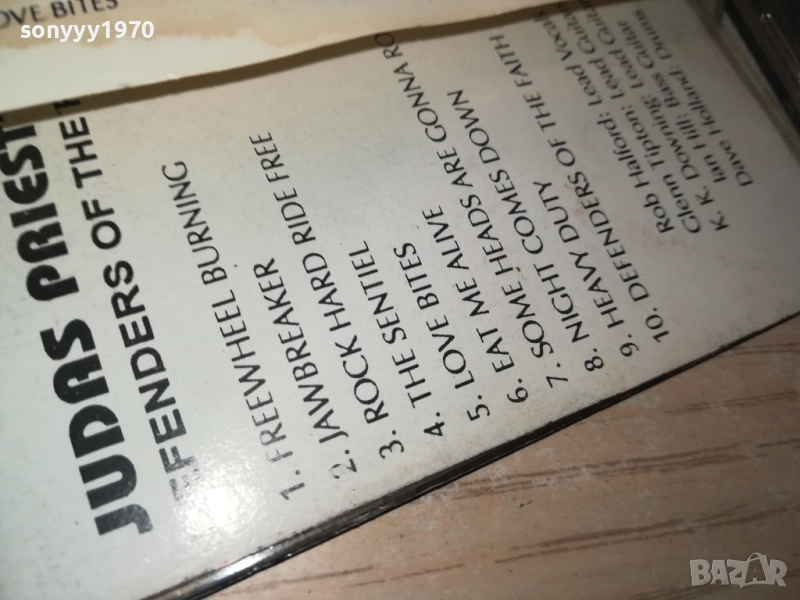 OVE BITES
sonyyy1970
JUDAS PRIEST
EFENDERS OF THE
1. FREEWHEEL BURNING
2. JAWBREAKER
3. ROCK HARD RIDE FREE
4. THE SENTIEL
5. LOVE BITES
6. EAT ME ALIVE
7. SOME HEADS ARE GONNA RO
8. NIGHT COMES DOWN
9. HEAVY DUTY
10. DEFENDERS OF THE FAITH
Rob Halford: Lead Vocals
Glenn Tipton: Lead Guitar
K. K. Downing: Lead Guitar
Ian Hill: Bass Guitar
Dave Holland: Drums
BAZAR